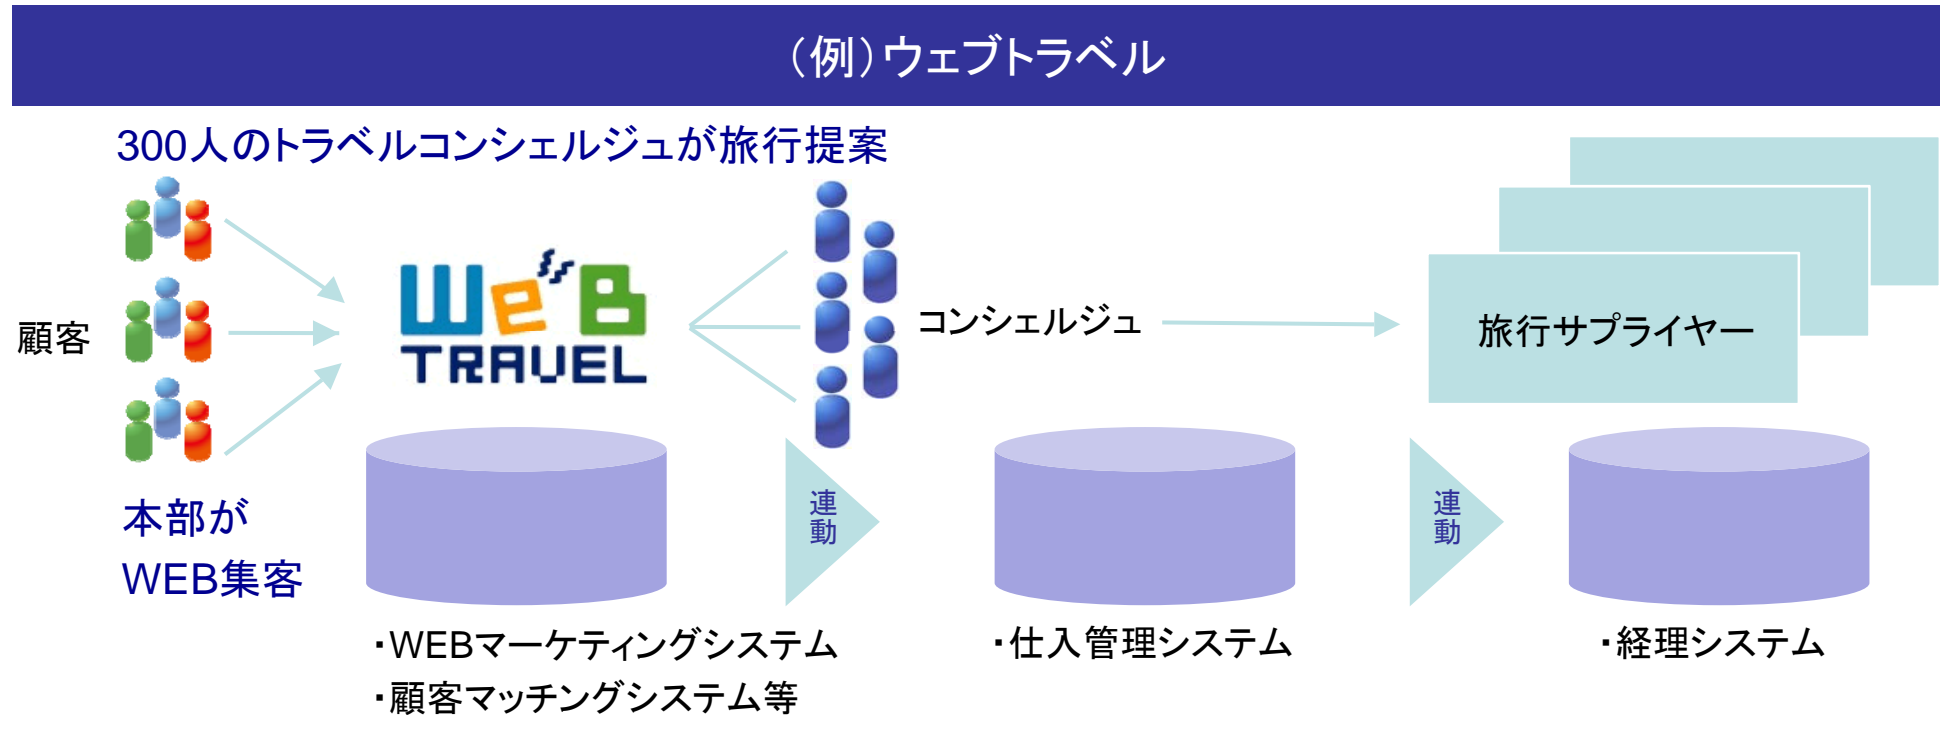 （例）ウェブトラベル
300人のトラベルコンシェルジュが旅行提案
顧客
WeB
TRAVEL
コンシェルジュ
旅行サプライヤー
本部が
WEB集客
連動
連動
・WEBマーケティングシステム
・顧客マッチングシステム等
・仕入管理システム
・経理システム